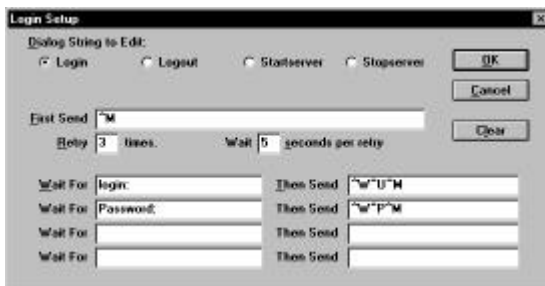 Login Setup
Dialog String to Edit:
Login Logout Startserver Stopserver
OK
Cancel
First Send ^M
Clear
Retry 3 times. Wait 5 seconds per retry
Wait For login: Then Send ^W^U^M
Wait For Password: Then Send ^W^P^M
Wait For Then Send
Wait For Then Send